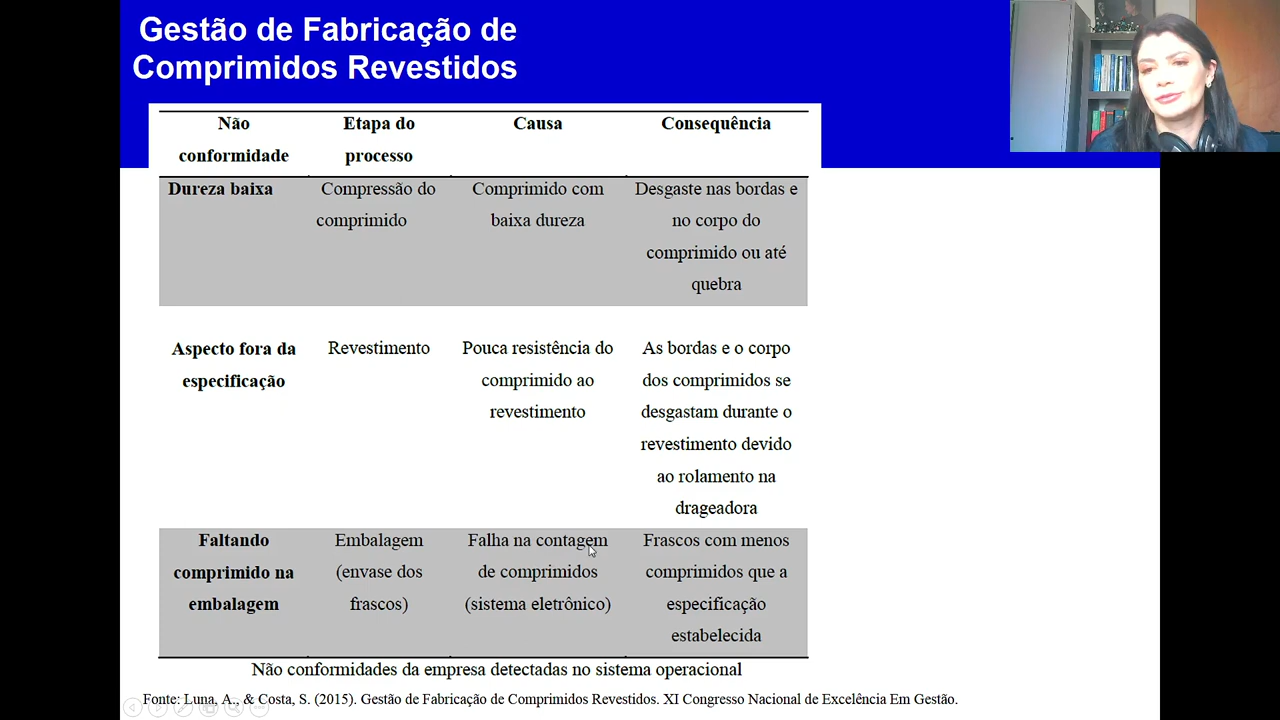 Gestão de Fabricação de
Comprimidos Revestidos
Não
conformidade
Etapa do
processo
Causa
Consequência
Dureza baixa
Compressão do
comprimido
Comprimido com
baixa dureza
Desgaste nas bordas e
no corpo do
comprimido ou até
quebra
Aspecto fora da
especificação
Revestimento
Pouca resistência do
comprimido ao
revestimento
As bordas e o corpo
dos comprimidos se
desgastam durante o
revestimento devido
ao rolamento na
drageadora
Faltando
comprimido na
embalagem
Embalagem
(envase dos
frascos)
Falha na contagem
de comprimidos
(sistema eletrônico)
Frascos com menos
comprimidos que a
especificação
estabelecida
Não conformidades da empresa detectadas no sistema operacional
Fonte: Luna, A., & Costa, S. (2015). Gestão de Fabricação de Comprimidos Revestidos. XI Congresso Nacional de Excelência Em Gestão.